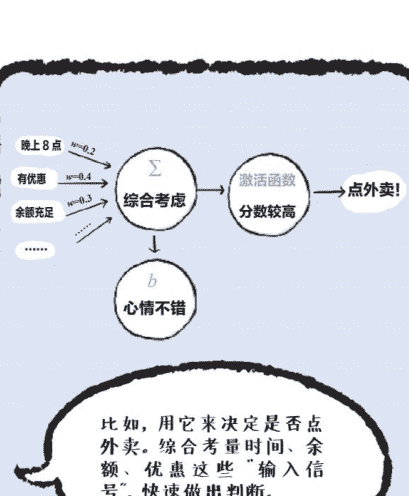 晚上8点
w=0.2
有优惠
w=0.4
余额充足
w=0.3
……
……
Σ
综合考虑
激活函数
分数较高
点外卖!
b
心情不错
比如,用它来决定是否点
外卖。综合考量时间、余
额、优惠这些“输入信
号”,快速做出判断。